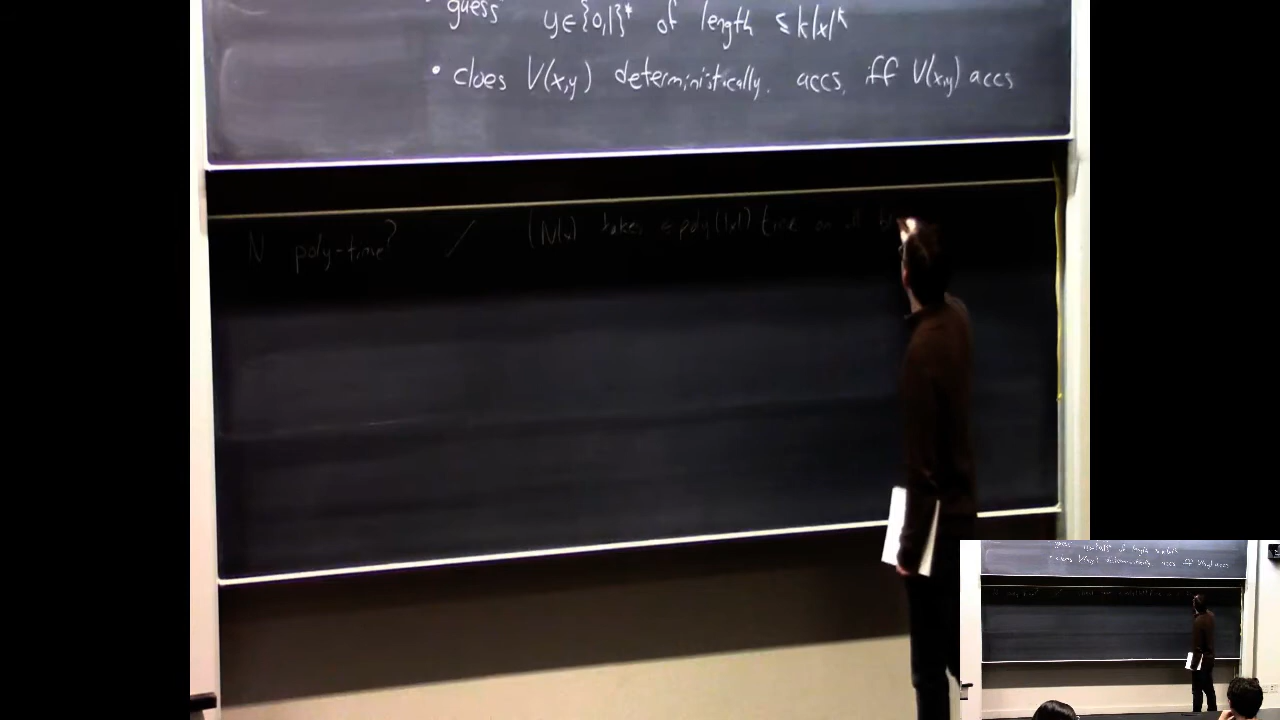 • guess y∈{0,1}* of length ≤ k|x|^k
• does V(x,y) deterministically. accs. iff V(x,y) accs
N poly-time? / (N(x) takes ≤ poly(|x|) time on all